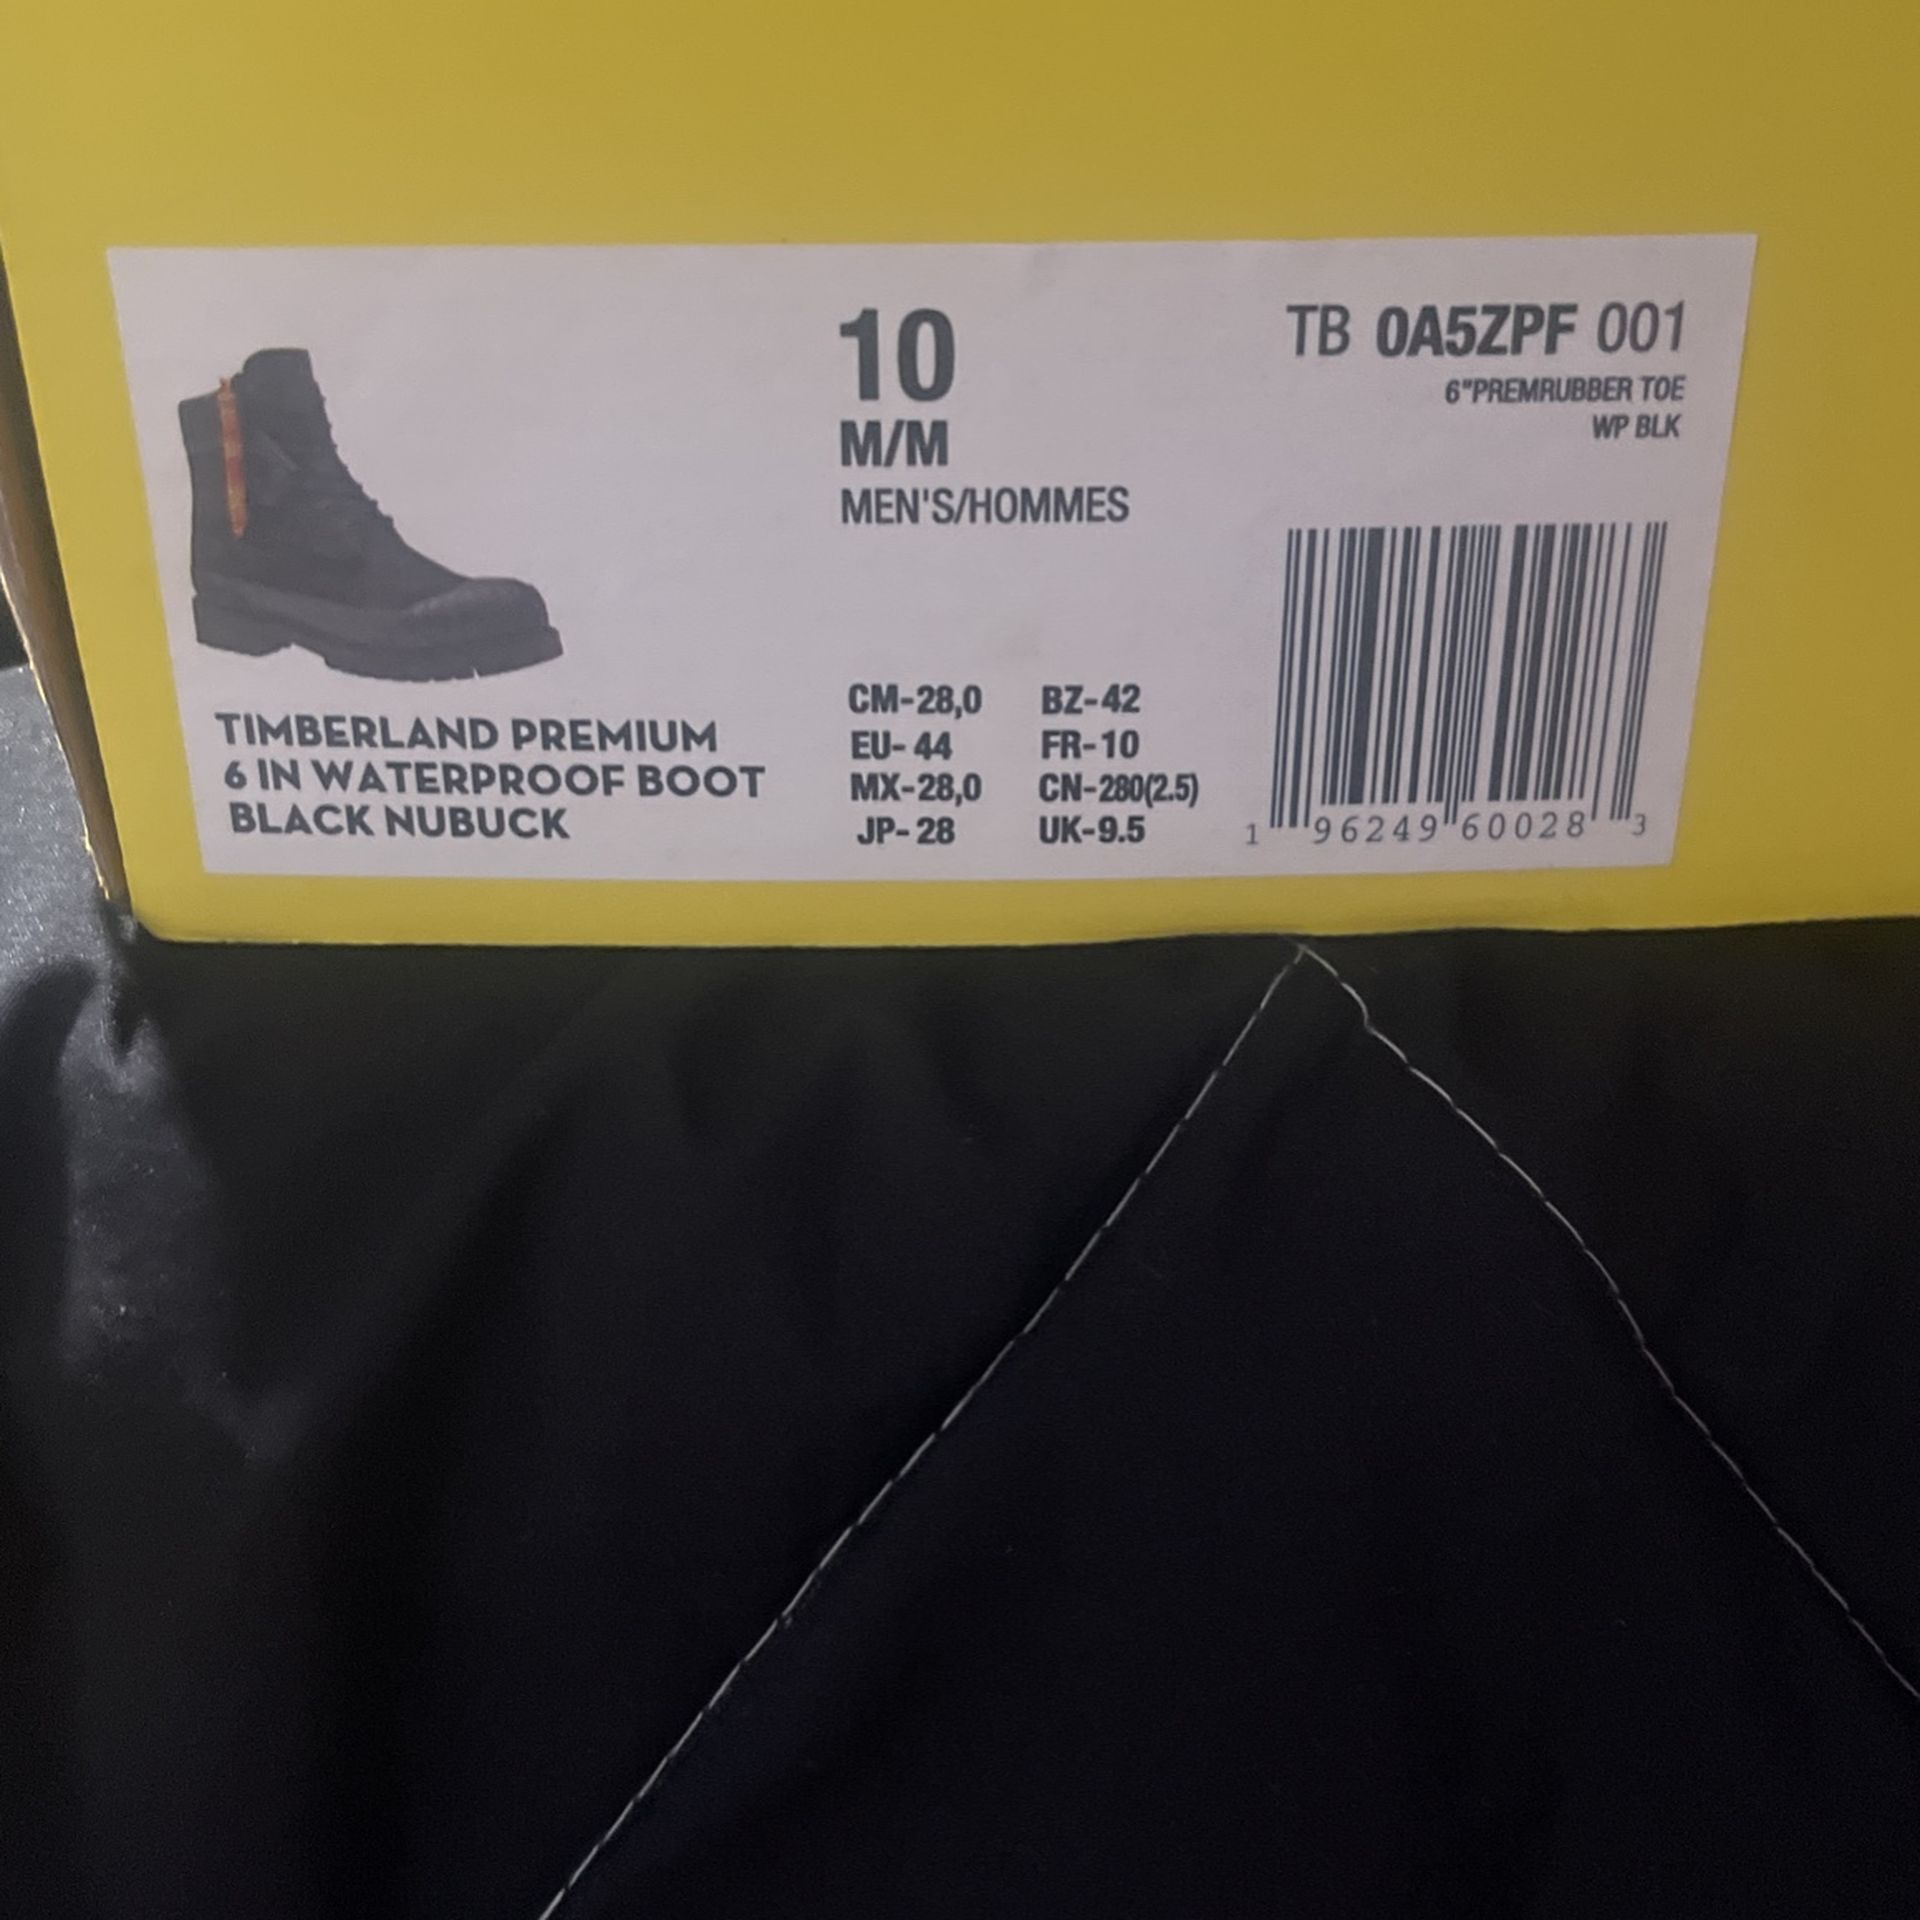 10
M/M
MEN'S/HOMMES
TB 0A5ZPF 001
6"PREMRUBBER TOE
WP BLK
TIMBERLAND PREMIUM
6 IN WATERPROOF BOOT
BLACK NUBUCK
CM-28,0 BZ-42
EU-44 FR-10
MX-28,0 CN-280(2.5)
JP-28 UK-9.5
1 96249 60028 3